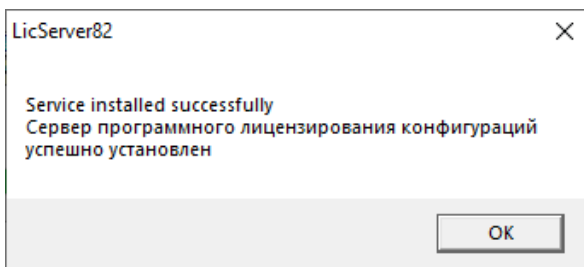 LicServer82
Service installed successfully
Сервер программного лицензирования конфигураций
успешно установлен
OK